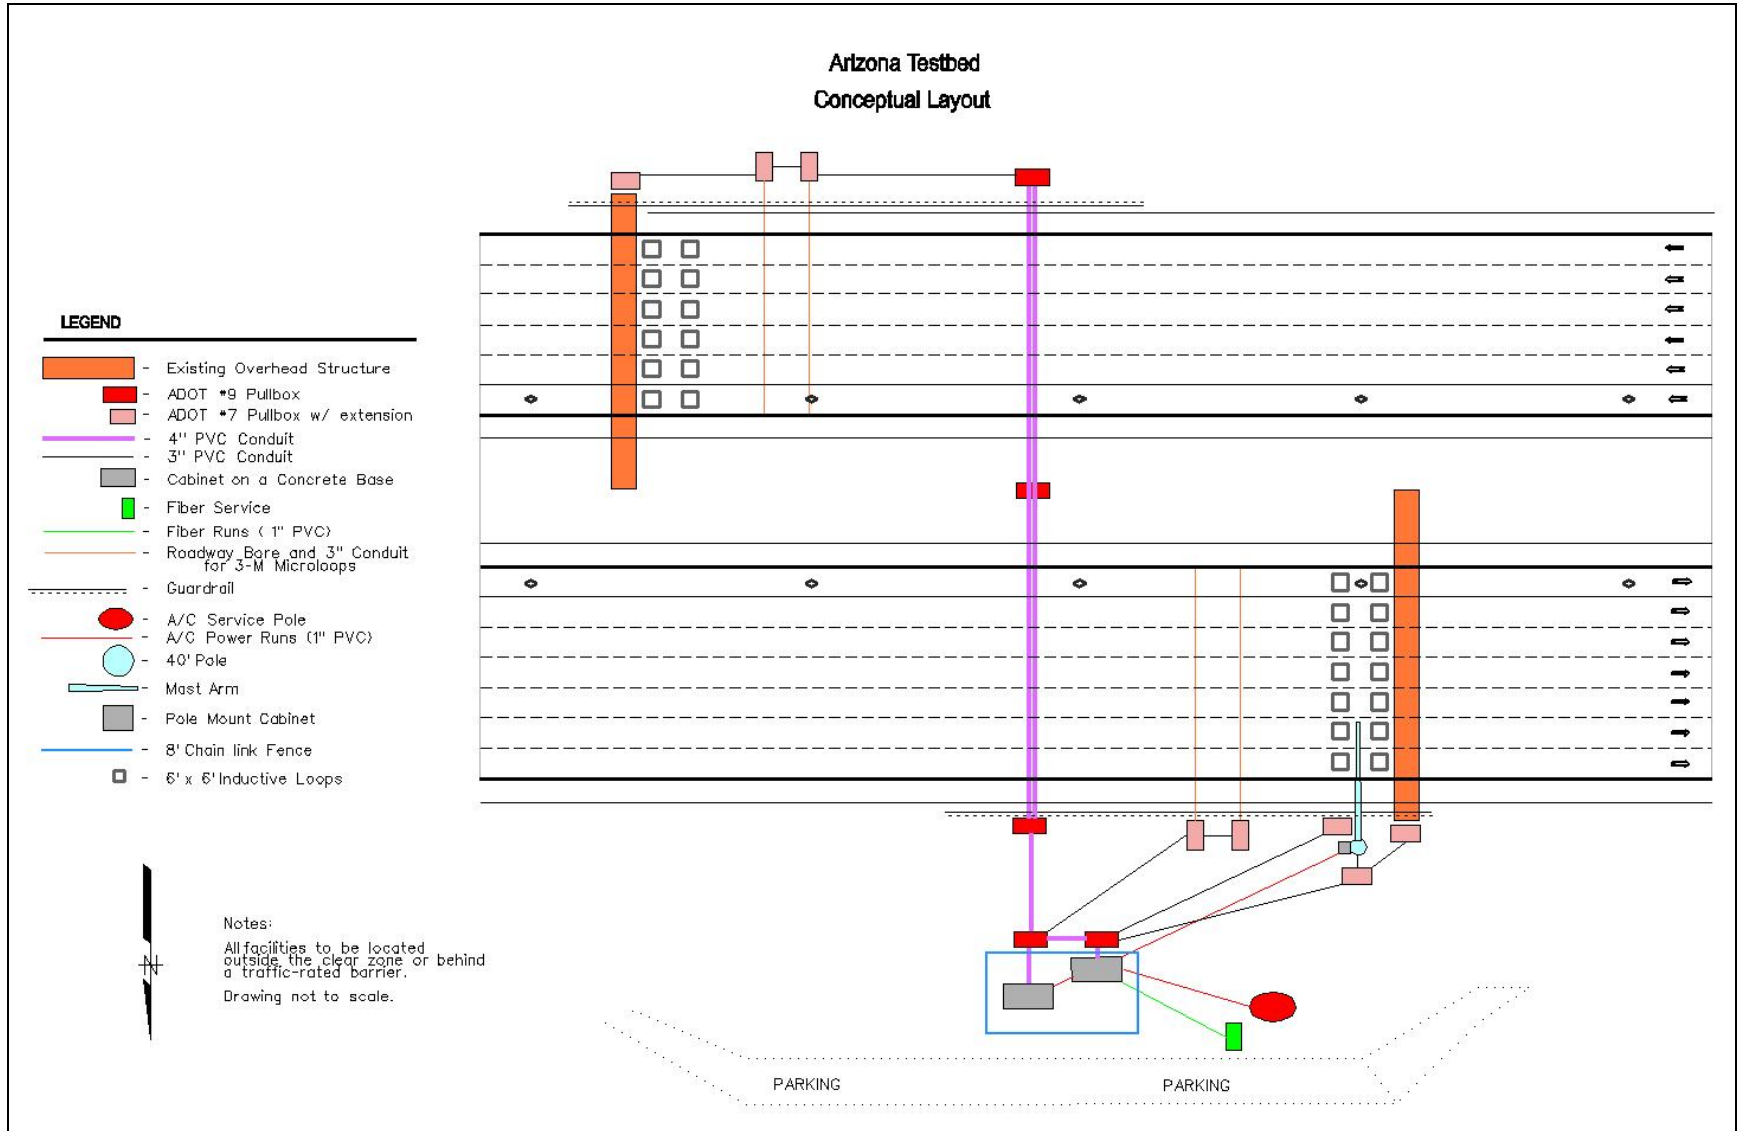 Arizona Testbed
Conceptual Layout
LEGEND
- Existing Overhead Structure
- ADOT #9 Pullbox
- ADOT #7 Pullbox w/ extension
- 4" PVC Conduit
- 3" PVC Conduit
- Cabinet on a Concrete Base
- Fiber Service
- Fiber Runs ( 1" PVC)
- Roadway Bore and 3" Conduit
for 3-M Microloops
- Guardrail
- A/C Service Pole
- A/C Power Runs (1" PVC)
- 40' Pole
- Mast Arm
- Pole Mount Cabinet
- 8' Chain link Fence
- 6' x 6' Inductive Loops
N
Notes:
All facilities to be located
outside the clear zone or behind
a traffic-rated barrier.
Drawing not to scale.
PARKING
PARKING